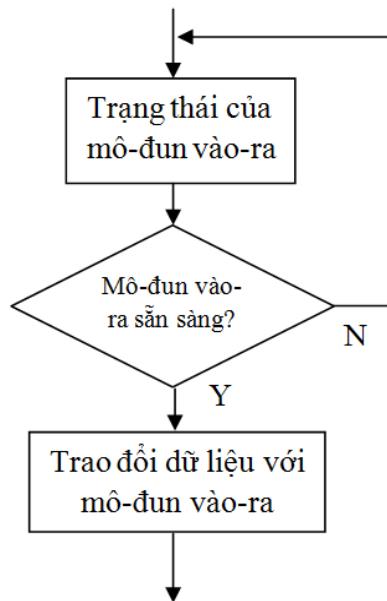 Trạng thái của
mô-đun vào-ra
Mô-đun vào-
ra sẵn sàng?
N
Y
Trao đổi dữ liệu với
mô-đun vào-ra